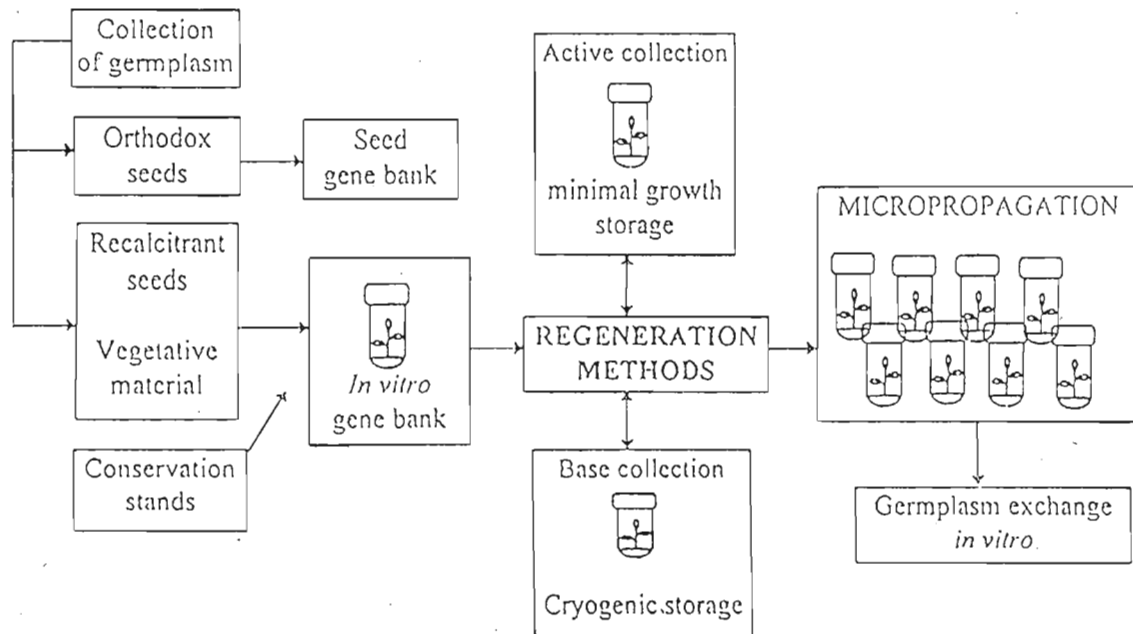 Collection
of germplasm
Orthodox
seeds
Seed
gene bank
Recalcitrant
seeds
Vegetative
material
Conservation
stands
In vitro
gene bank
Active collection
minimal growth
storage
REGENERATION
METHODS
Base collection
Cryogenic storage
MICROPROPAGATION
Germplasm exchange
in vitro